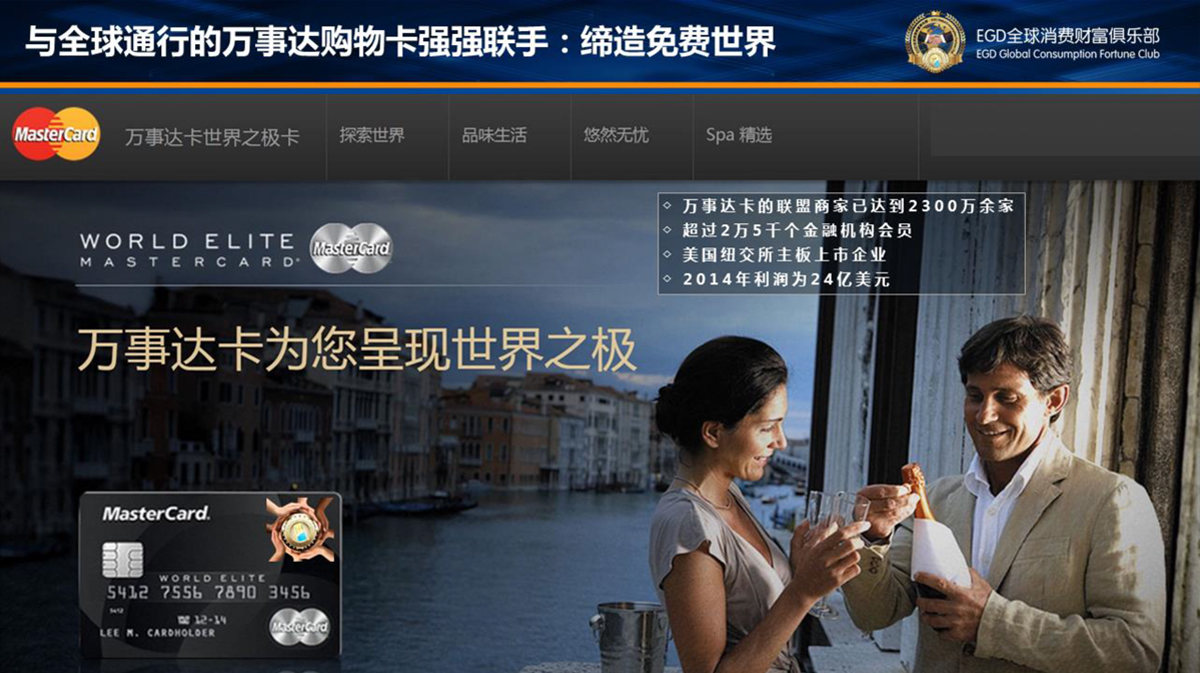 与全球通行的万事达购物卡强强联手：缔造免费世界
EGD全球消费财富俱乐部
EGD Global Consumption Fortune Club
MasterCard
万事达卡世界之极卡
探索世界
品味生活
悠然无忧
Spa 精选
WORLD ELITE
MASTERCARD
MasterCard
◇ 万事达卡的联盟商家已达到2300万余家
◇ 超过2万5千个金融机构会员
◇ 美国纽交所主板上市企业
◇ 2014年利润为24亿美元
万事达卡为您呈现世界之极
MasterCard
WORLD ELITE
5412 7556 7890 3456
5412
12-14
LEE M. CARDHOLDER
MasterCard